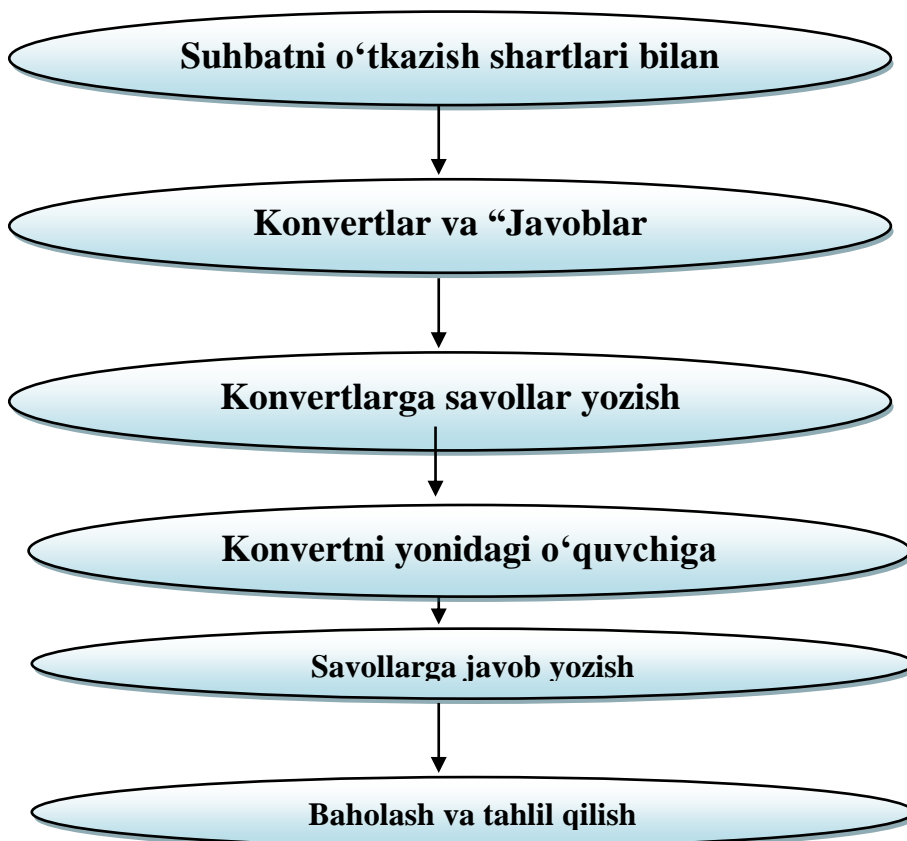 Suhbatni o‘tkazish shartlari bilan
Konvertlar va “Javoblar
Konvertlarga savollar yozish
Konvertni yonidagi o‘quvchiga
Savollarga javob yozish
Baholash va tahlil qilish